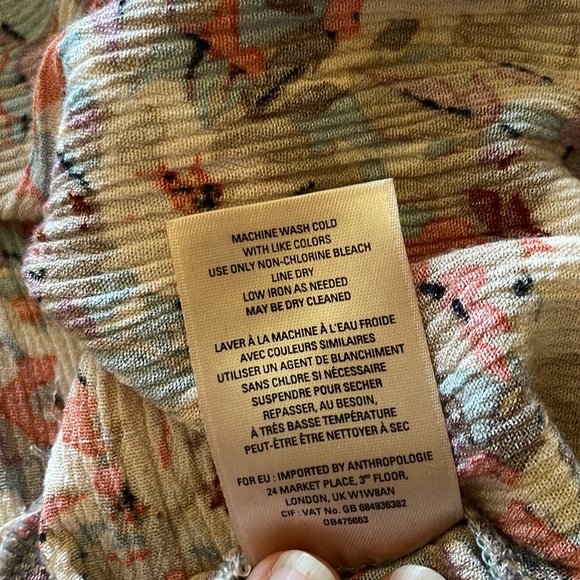 MACHINE WASH COLD
WITH LIKE COLORS
USE ONLY NON-CHLORINE BLEACH
LINE DRY
LOW IRON AS NEEDED
MAY BE DRY CLEANED
LAVER À LA MACHINE À L'EAU FROIDE
AVEC COULEURS SIMILAIRES
UTILISER UN AGENT DE BLANCHIMENT
SANS CHLORE SI NÉCESSAIRE
SUSPENDRE POUR SECHER
REPASSER, AU BESOIN,
À TRÈS BASSE TEMPÉRATURE
PEUT-ÊTRE ÊTRE NETTOYER À SEC
FOR EU : IMPORTED BY ANTHROPOLOGIE
24 MARKET PLACE, 3RD FLOOR,
LONDON, UK W1W8AN
CIF : VAT No. GB 684936382
OB475663